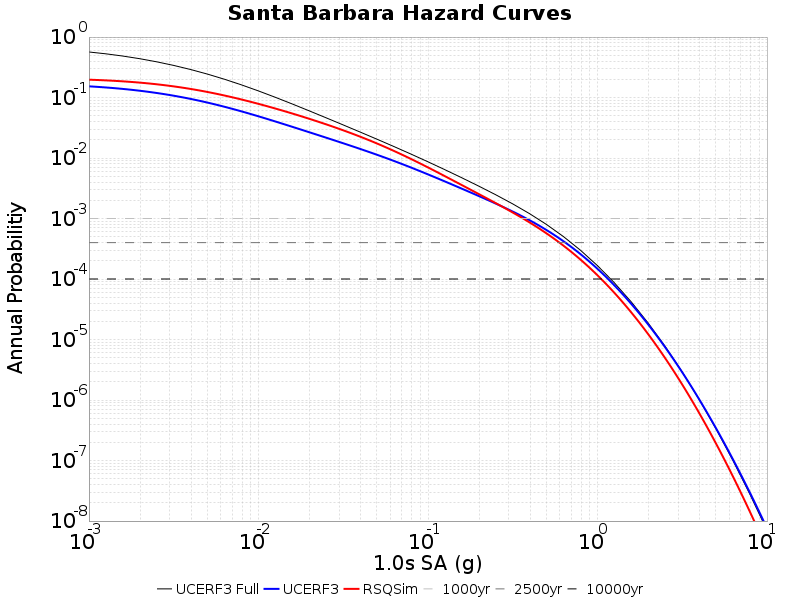 Santa Barbara Hazard Curves
Annual Probabilitiy
10^0
10^-1
10^-2
10^-3
10^-4
10^-5
10^-6
10^-7
10^-8
10^-3 10^-2 10^-1 10^0 10^1
1.0s SA (g)
UCERF3 Full UCERF3 RSQSim 1000yr 2500yr 10000yr